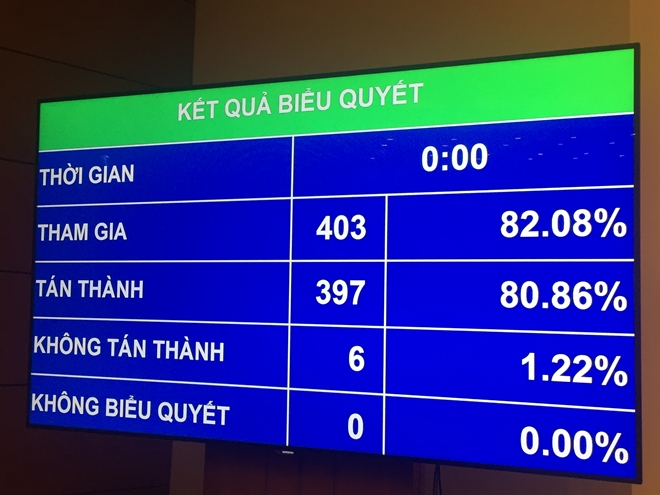 KẾT QUẢ BIỂU QUYẾT
THỜI GIAN 0:00
THAM GIA 403 82.08%
TÁN THÀNH 397 80.86%
KHÔNG TÁN THÀNH 6 1.22%
KHÔNG BIỂU QUYẾT 0 0.00%